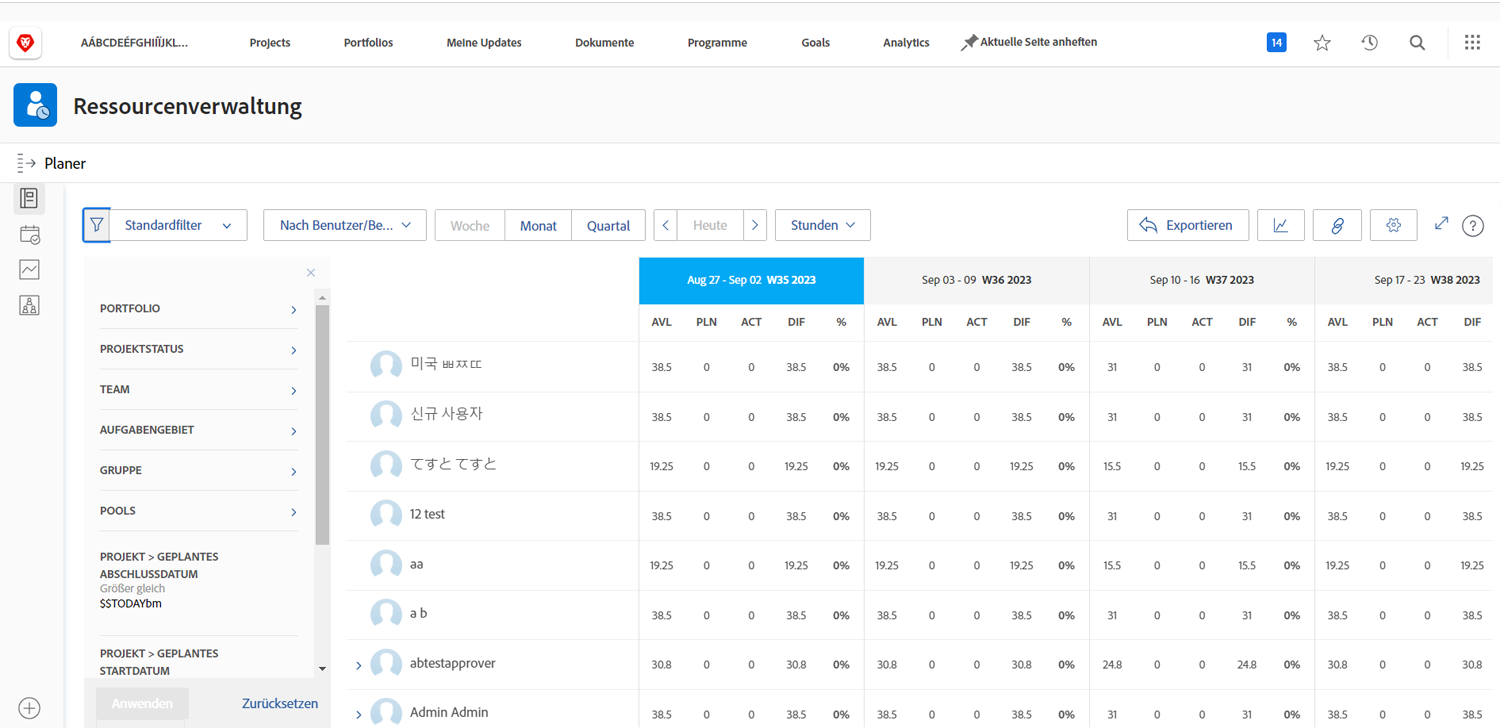 AÁBCDEÉFGHIÍÏJKL... Projects Portfolios Meine Updates Dokumente Programme Goals Analytics Aktuelle Seite anheften 14
Ressourcenverwaltung
Planer
Standardfilter Nach Benutzer/Be... Woche Monat Quartal Heute Stunden Exportieren
PORTFOLIO
PROJEKTSTATUS
TEAM
AUFGABENGEBIET
GRUPPE
POOLS
PROJEKT > GEPLANTES
ABSCHLUSSDATUM
Größer gleich
$$TODAYbm
PROJEKT > GEPLANTES
STARTDATUM
Anwenden Zurücksetzen
Aug 27 - Sep 02 W35 2023 Sep 03 - 09 W36 2023 Sep 10 - 16 W37 2023 Sep 17 - 23 W38 2023
AVL PLN ACT DIF % AVL PLN ACT DIF % AVL PLN ACT DIF % AVL PLN ACT DIF
미국 ㅃㅉㄸ 38.5 0 0 38.5 0% 38.5 0 0 38.5 0% 31 0 0 31 0% 38.5 0 0 38.5
신규 사용자 38.5 0 0 38.5 0% 38.5 0 0 38.5 0% 31 0 0 31 0% 38.5 0 0 38.5
てすと てすと 19.25 0 0 19.25 0% 19.25 0 0 19.25 0% 15.5 0 0 15.5 0% 19.25 0 0 19.25
12 test 38.5 0 0 38.5 0% 38.5 0 0 38.5 0% 31 0 0 31 0% 38.5 0 0 38.5
aa 19.25 0 0 19.25 0% 19.25 0 0 19.25 0% 15.5 0 0 15.5 0% 19.25 0 0 19.25
a b 38.5 0 0 38.5 0% 38.5 0 0 38.5 0% 31 0 0 31 0% 38.5 0 0 38.5
abtestapprover 30.8 0 0 30.8 0% 30.8 0 0 30.8 0% 24.8 0 0 24.8 0% 30.8 0 0 30.8
Admin Admin 38.5 0 0 38.5 0% 38.5 0 0 38.5 0% 31 0 0 31 0% 38.5 0 0 38.5